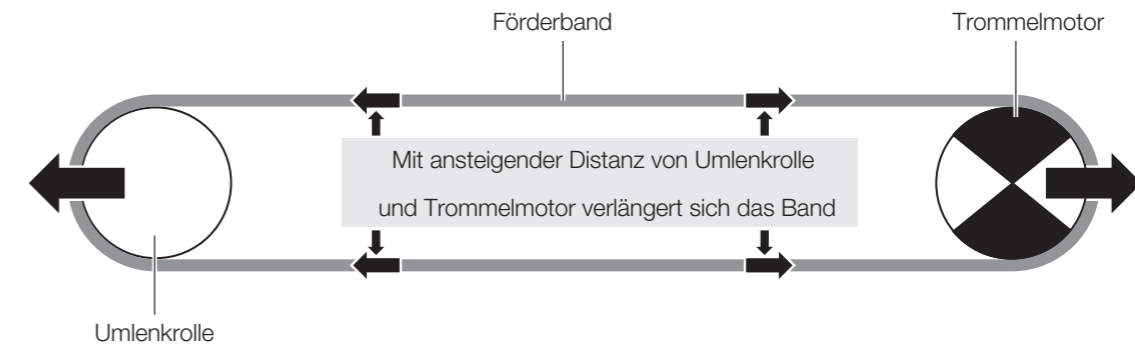 Förderband
Trommelmotor
Mit ansteigender Distanz von Umlenkrolle
und Trommelmotor verlängert sich das Band
Umlenkrolle